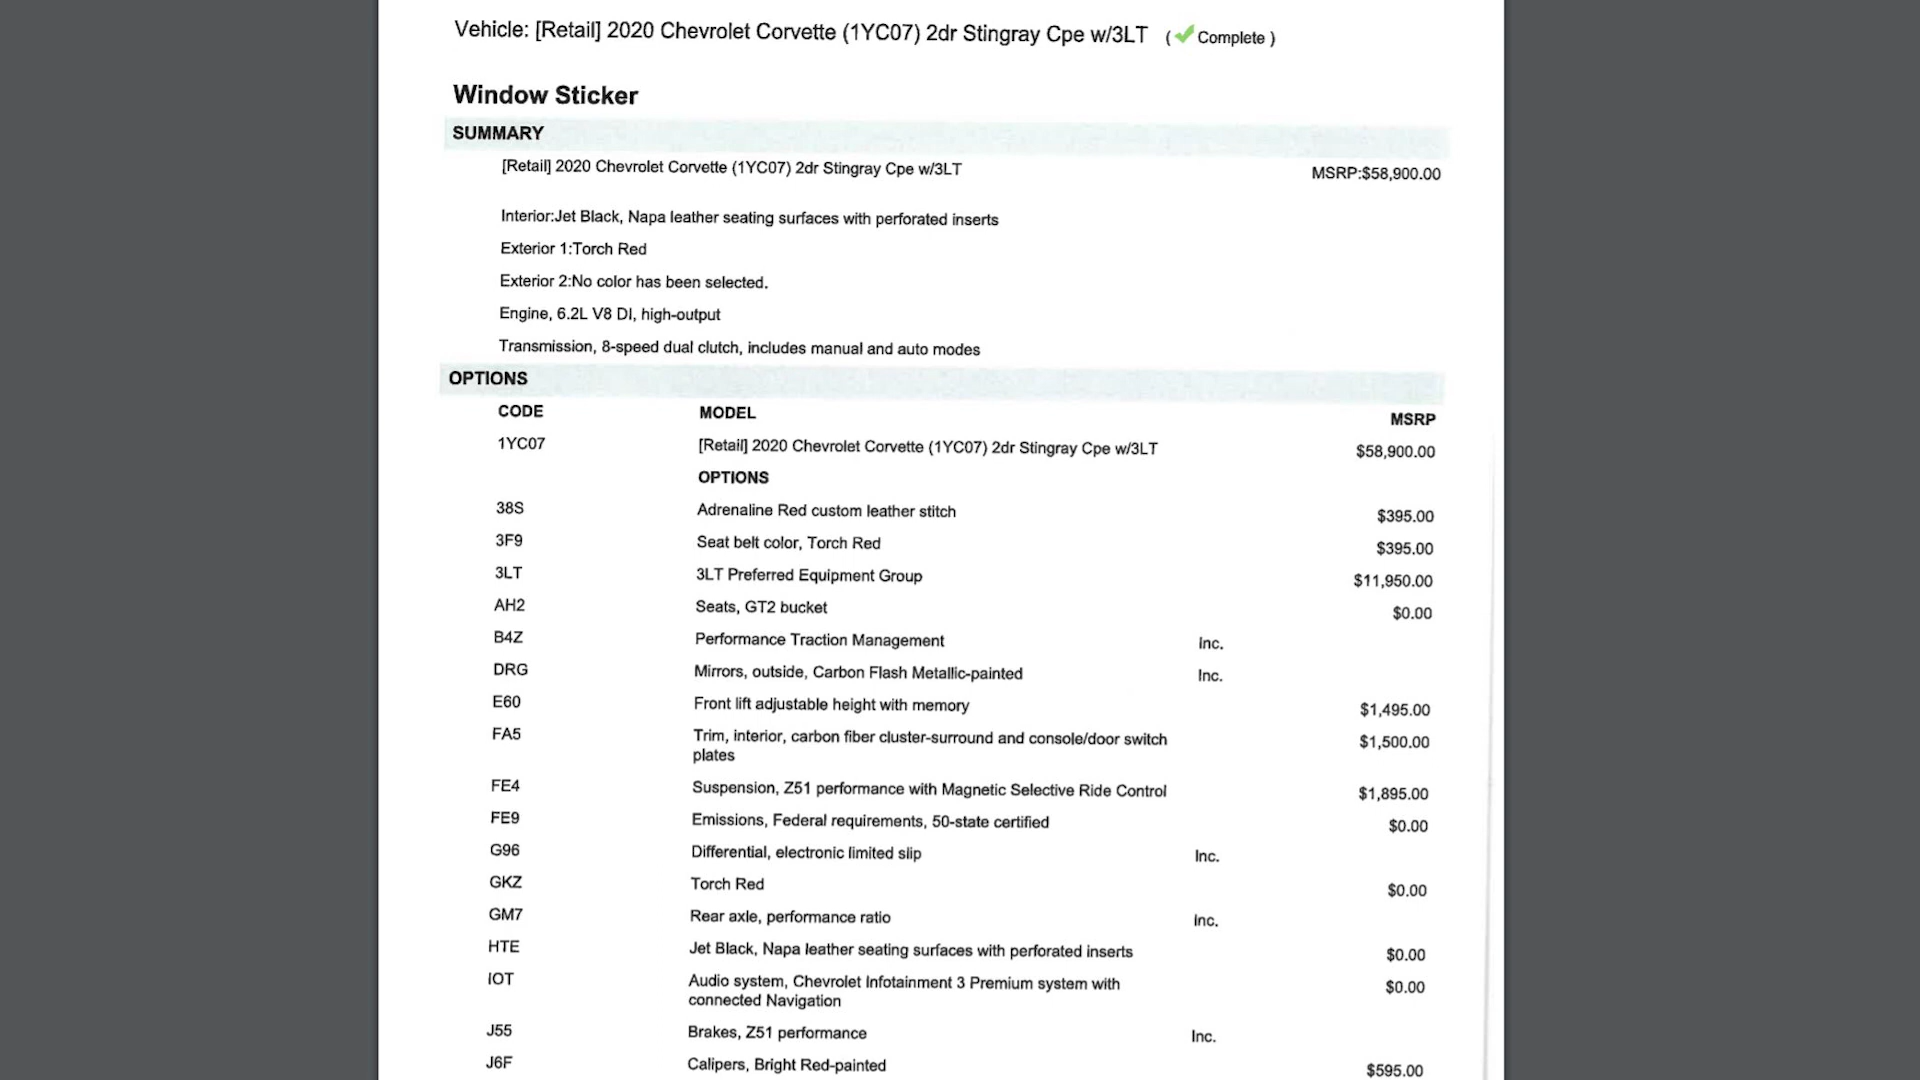 Vehicle: [Retail] 2020 Chevrolet Corvette (1YC07) 2dr Stingray Cpe w/3LT ( Complete )
Window Sticker
SUMMARY
[Retail] 2020 Chevrolet Corvette (1YC07) 2dr Stingray Cpe w/3LT MSRP:$58,900.00
Interior:Jet Black, Napa leather seating surfaces with perforated inserts
Exterior 1:Torch Red
Exterior 2:No color has been selected.
Engine, 6.2L V8 DI, high-output
Transmission, 8-speed dual clutch, includes manual and auto modes
OPTIONS
CODE MODEL MSRP
1YC07 [Retail] 2020 Chevrolet Corvette (1YC07) 2dr Stingray Cpe w/3LT $58,900.00
OPTIONS
38S Adrenaline Red custom leather stitch $395.00
3F9 Seat belt color, Torch Red $395.00
3LT 3LT Preferred Equipment Group $11,950.00
AH2 Seats, GT2 bucket $0.00
B4Z Performance Traction Management Inc.
DRG Mirrors, outside, Carbon Flash Metallic-painted Inc.
E60 Front lift adjustable height with memory $1,495.00
FA5 Trim, interior, carbon fiber cluster-surround and console/door switch $1,500.00
plates
FE4 Suspension, Z51 performance with Magnetic Selective Ride Control $1,895.00
FE9 Emissions, Federal requirements, 50-state certified $0.00
G96 Differential, electronic limited slip Inc.
GKZ Torch Red $0.00
GM7 Rear axle, performance ratio Inc.
HTE Jet Black, Napa leather seating surfaces with perforated inserts $0.00
IOT Audio system, Chevrolet Infotainment 3 Premium system with $0.00
connected Navigation
J55 Brakes, Z51 performance Inc.
J6F Calipers, Bright Red-painted $595.00